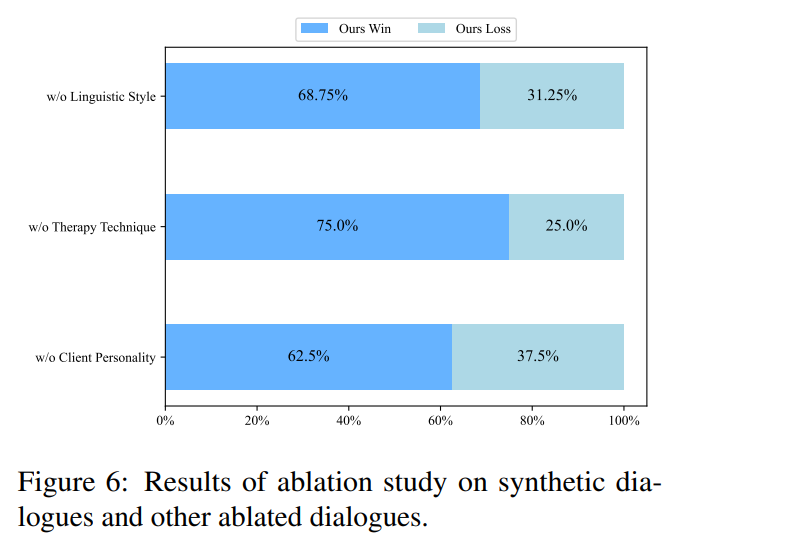 Ours Win Ours Loss
w/o Linguistic Style 68.75% 31.25%
w/o Therapy Technique 75.0% 25.0%
w/o Client Personality 62.5% 37.5%
0% 20% 40% 60% 80% 100%
Figure 6: Results of ablation study on synthetic dia-
logues and other ablated dialogues.